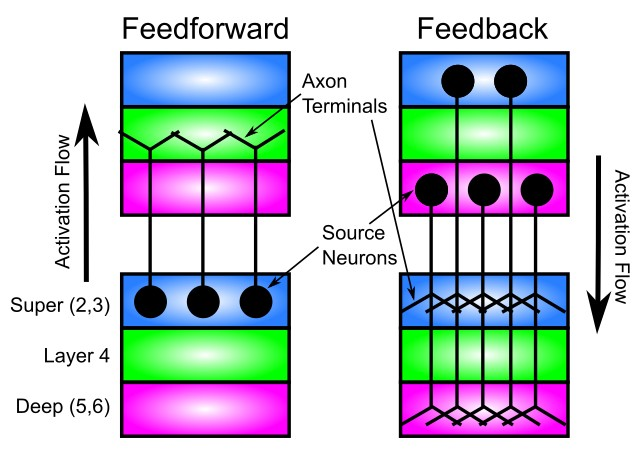 Feedforward
Feedback
Axon
Terminals
Activation Flow
Source
Neurons
Activation Flow
Super (2,3)
Layer 4
Deep (5,6)